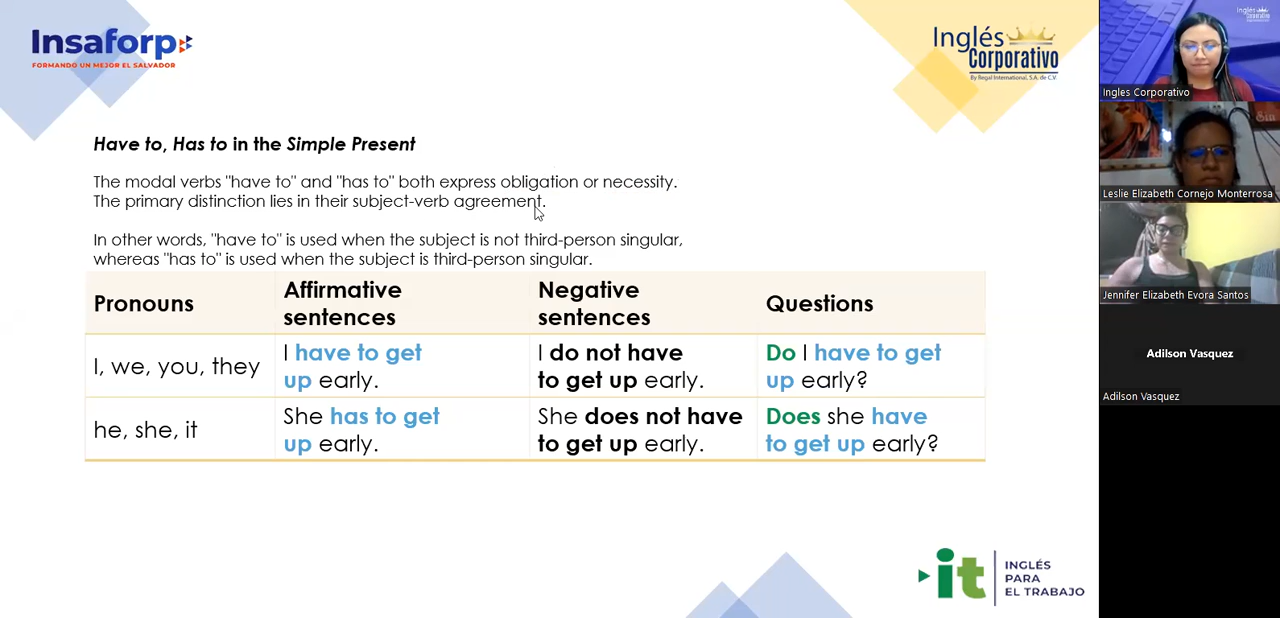 Insaforp
FORMANDO UN MEJOR EL SALVADOR
Inglés
Corporativo
By Regal International, S.A. de C.V.
Have to, Has to in the Simple Present
The modal verbs "have to" and "has to" both express obligation or necessity.
The primary distinction lies in their subject-verb agreement.
In other words, "have to" is used when the subject is not third-person singular,
whereas "has to" is used when the subject is third-person singular.
Pronouns
Affirmative
sentences
Negative
sentences
Questions
I, we, you, they
I have to get
up early.
I do not have
to get up early.
Do I have to get
up early?
he, she, it
She has to get
up early.
She does not have
to get up early.
Does she have
to get up early?
it
INGLÉS
PARA
EL TRABAJO
Ingles Corporativo
Leslie Elizabeth Cornejo Monterrosa
Jennifer Elizabeth Evora Santos
Adilson Vasquez
Adilson Vasquez